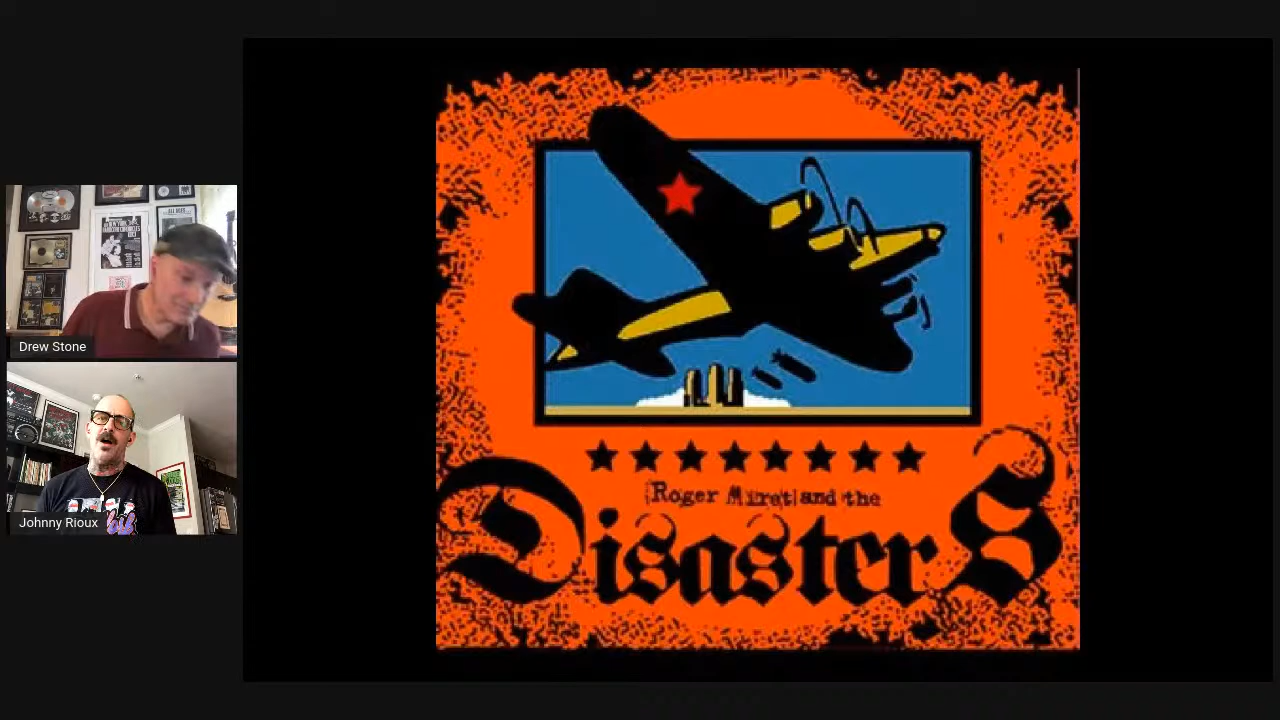 Drew Stone
Johnny Rioux
Roger Miret and the
DisasterS